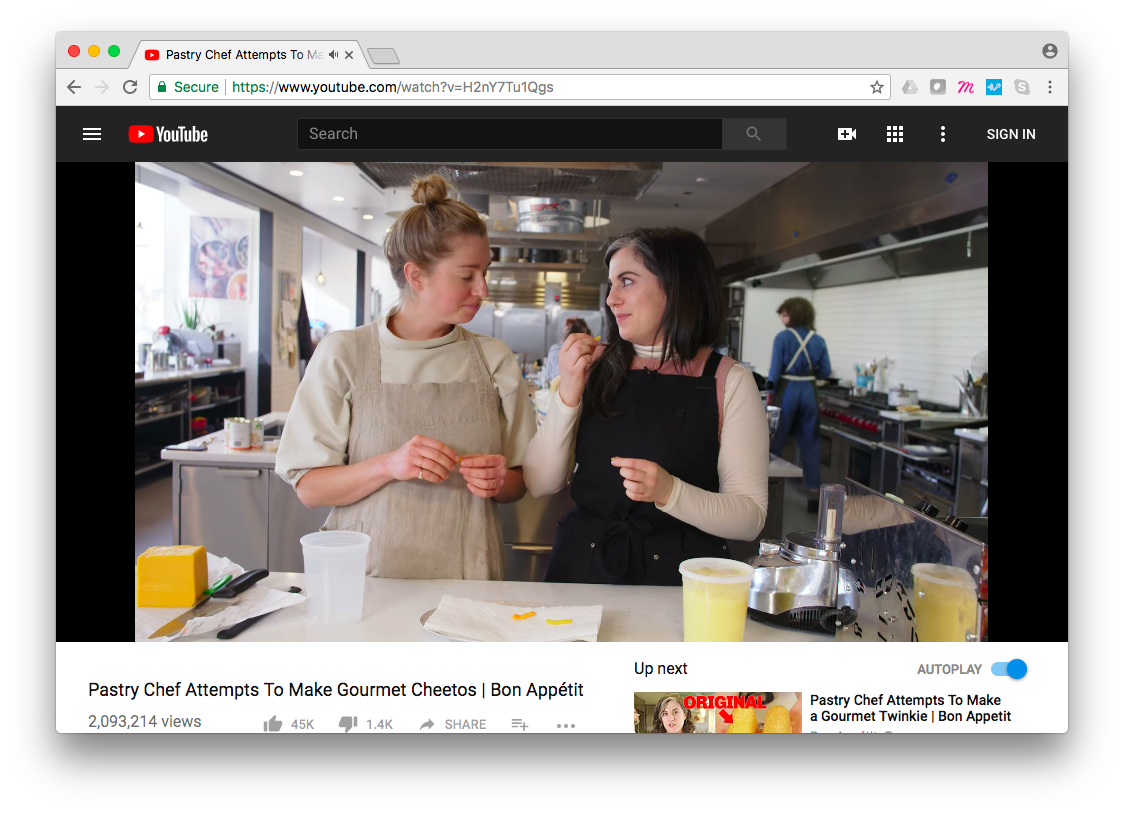 Pastry Chef Attempts To Ma
Secure https://www.youtube.com/watch?v=H2nY7Tu1Qgs
YouTube
Search
SIGN IN
Pastry Chef Attempts To Make Gourmet Cheetos | Bon Appétit
2,093,214 views
45K
1.4K
SHARE
Up next
AUTOPLAY
ORIGINAL
Pastry Chef Attempts To Make
a Gourmet Twinkie | Bon Appetit